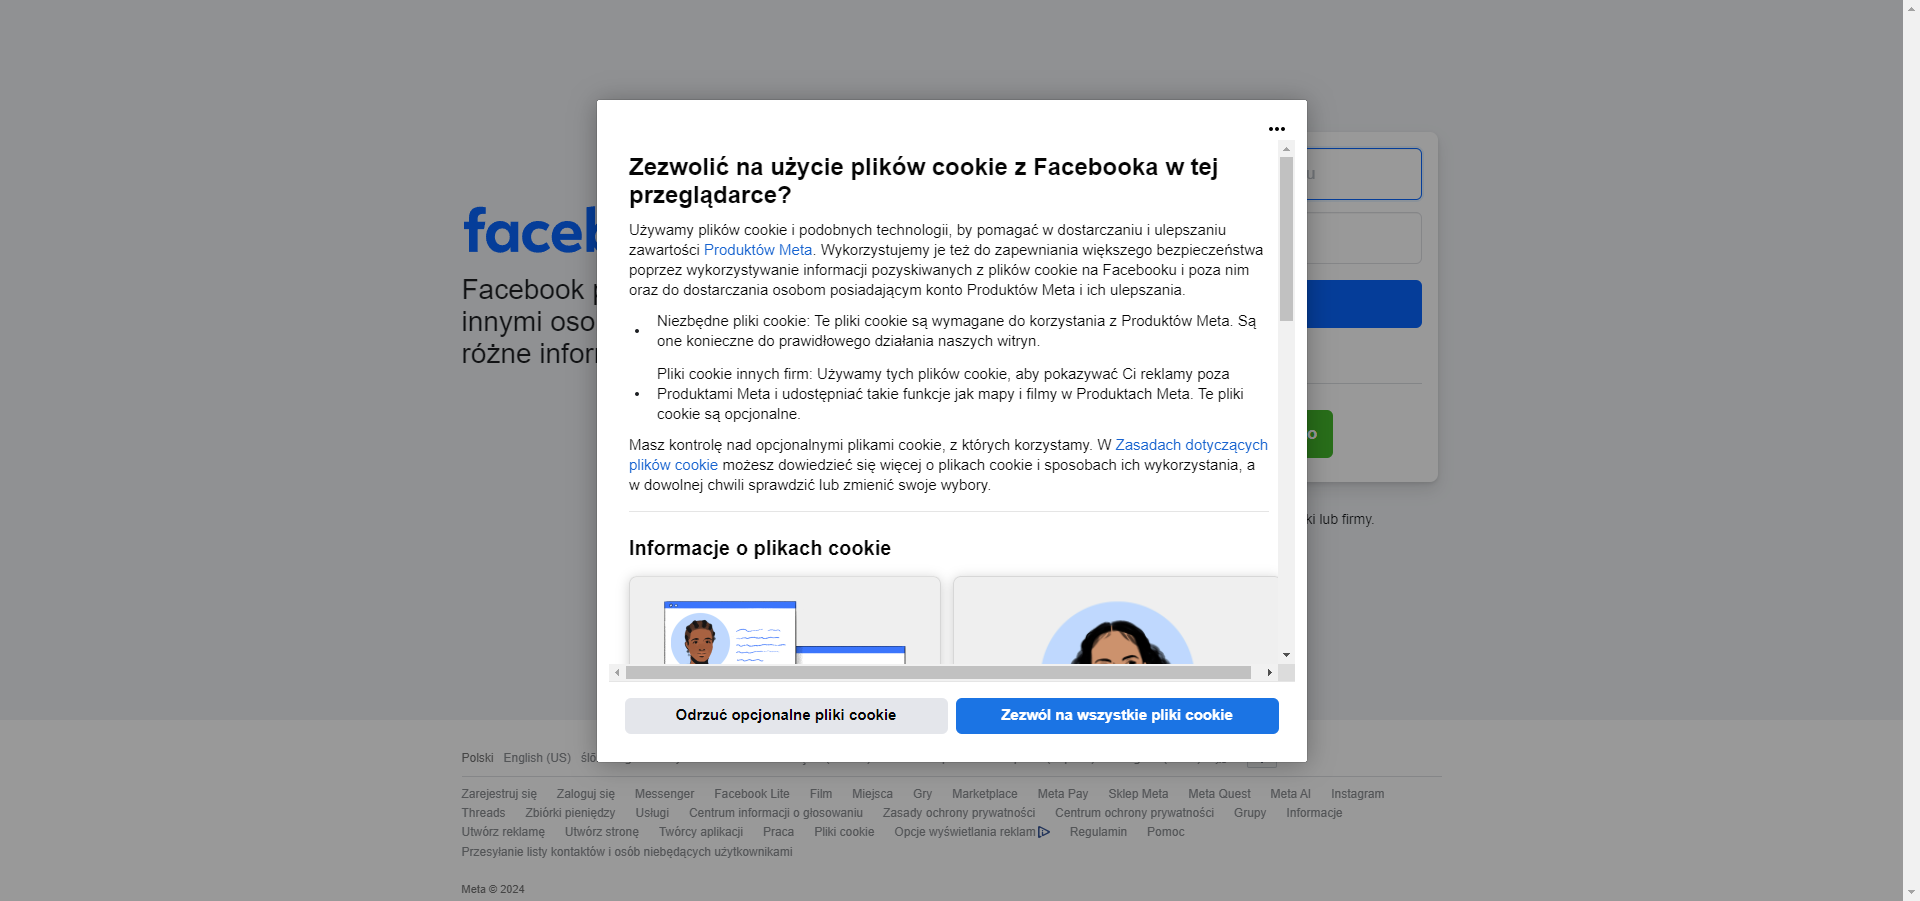 Zezwolić na użycie plików cookie z Facebooka w tej
przeglądarce?
Używamy plików cookie i podobnych technologii, by pomagać w dostarczaniu i ulepszaniu
zawartości Produktów Meta. Wykorzystujemy je też do zapewniania większego bezpieczeństwa
poprzez wykorzystywanie informacji pozyskiwanych z plików cookie na Facebooku i poza nim
oraz do dostarczania osobom posiadającym konto Produktów Meta i ich ulepszania.
• Niezbędne pliki cookie: Te pliki cookie są wymagane do korzystania z Produktów Meta. Są
one konieczne do prawidłowego działania naszych witryn.
• Pliki cookie innych firm: Używamy tych plików cookie, aby pokazywać Ci reklamy poza
Produktami Meta i udostępniać takie funkcje jak mapy i filmy w Produktach Meta. Te pliki
cookie są opcjonalne.
Masz kontrolę nad opcjonalnymi plikami cookie, z których korzystamy. W Zasadach dotyczących
plików cookie możesz dowiedzieć się więcej o plikach cookie i sposobach ich wykorzystania, a
w dowolnej chwili sprawdzić lub zmienić swoje wybory.
Informacje o plikach cookie
Odrzuć opcjonalne pliki cookie
Zezwól na wszystkie pliki cookie
faceb
Facebook
innymi
różne
lub firmy.
Polski English (US)
Zarejestruj się Zaloguj się Messenger Facebook Lite Film Miejsca Gry Marketplace Meta Pay Sklep Meta Meta Quest Meta AI Instagram
Threads Zbiórki pieniędzy Usługi Centrum informacji o głosowaniu Zasady ochrony prywatności Centrum ochrony prywatności Grupy Informacje
Utwórz reklamę Utwórz stronę Twórcy aplikacji Praca Pliki cookie Opcje wyświetlania reklam Regulamin Pomoc
Przesyłanie listy kontaktów i osób niebędących użytkownikami
Meta © 2024